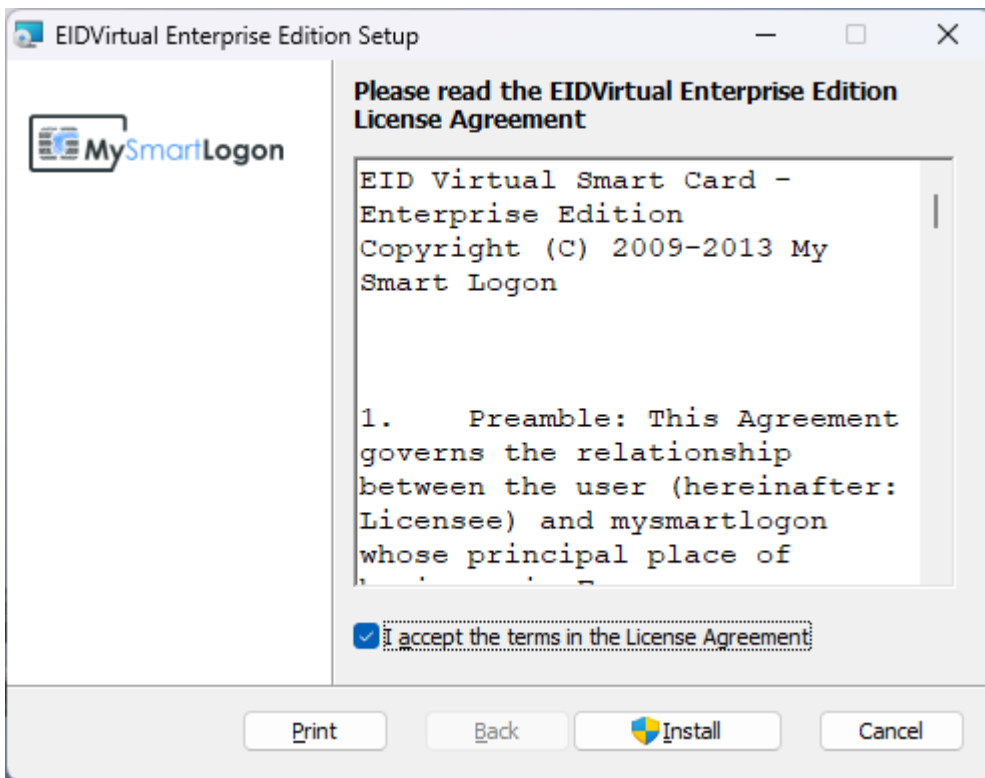 EIDVirtual Enterprise Edition Setup
MySmartLogon
Please read the EIDVirtual Enterprise Edition
License Agreement
EID Virtual Smart Card -
Enterprise Edition
Copyright (C) 2009-2013 My
Smart Logon
1. Preamble: This Agreement
governs the relationship
between the user (hereinafter:
Licensee) and mysmartlogon
whose principal place of
I accept the terms in the License Agreement
Print
Back
Install
Cancel